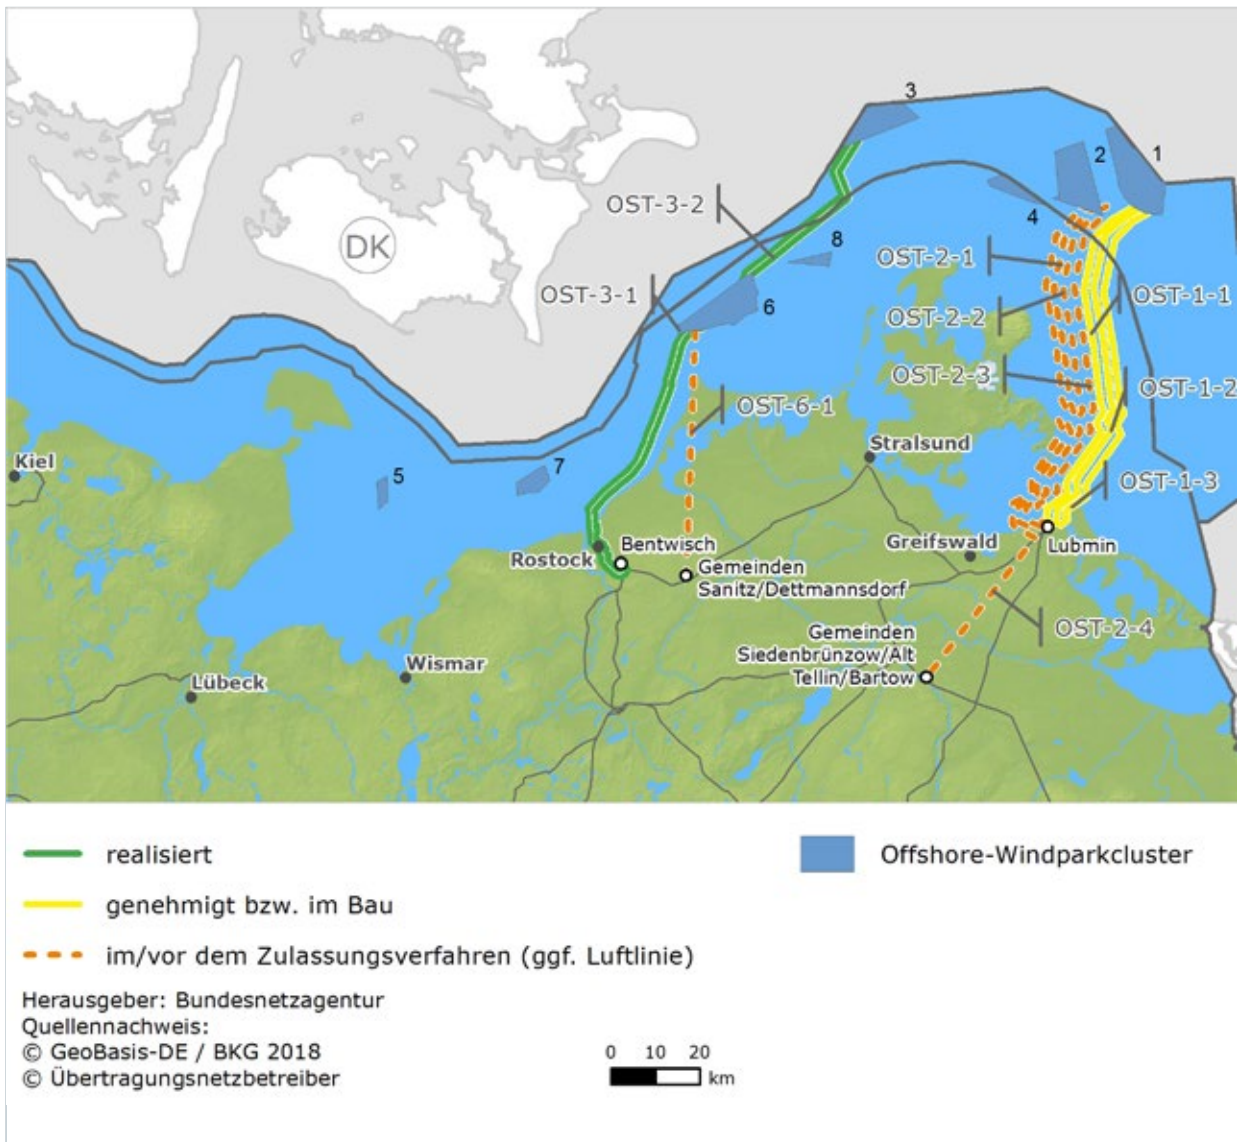 3
2
1
OST-3-2
4
DK
8
OST-2-1
OST-3-1
6
OST-1-1
OST-2-2
OST-2-3
OST-1-2
OST-6-1
Stralsund
Kiel
5
7
OST-1-3
Bentwisch
Rostock
Greifswald
Lubmin
Gemeinden
Sanitz/Dettmannsdorf
OST-2-4
Gemeinden
Siedenbrünzow/Alt
Tellin/Bartow
Wismar
Lübeck
realisiert
Offshore-Windparkcluster
genehmigt bzw. im Bau
im/vor dem Zulassungsverfahren (ggf. Luftlinie)
Herausgeber: Bundesnetzagentur
Quellennachweis:
© GeoBasis-DE / BKG 2018
© Übertragungsnetzbetreiber
0 10 20
km